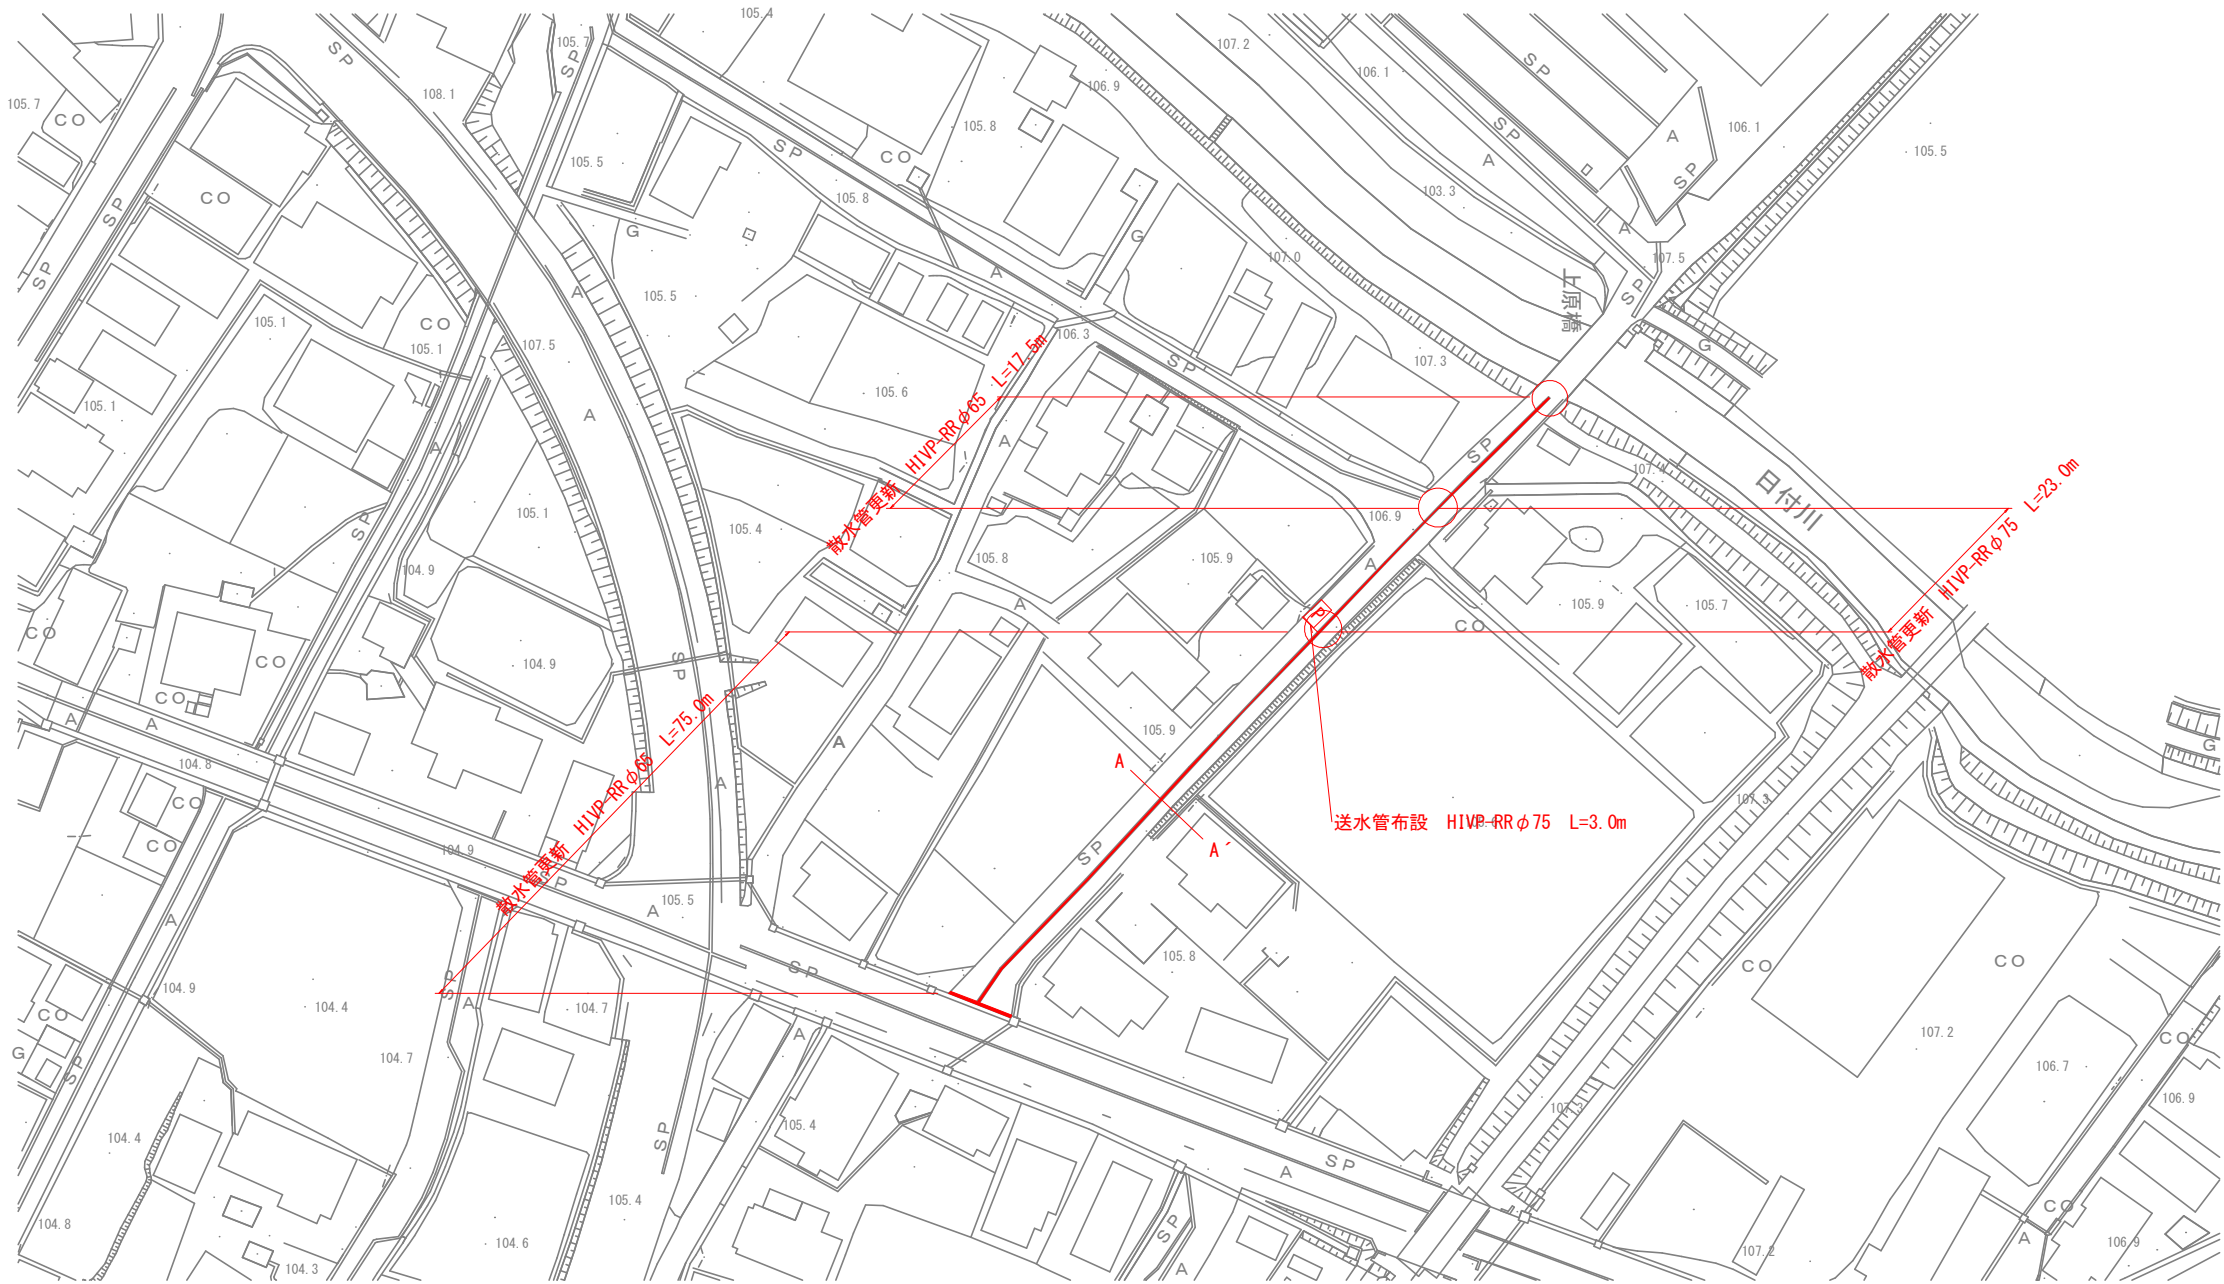 105.4
105.7
SP
SP
107.2
SP
106.1
108.1
106.9
105.7
CO
105.8
SP
A
106.1
105.5
SP
CO
A
105.5
SP
CO
105.8
103.3
SP
SP
G
G
A
107.0
107.5
上原橋
SP
SP
A
A
105.5
105.1
CO
105.1
107.5
106.3
G
SP
107.3
105.6
散水管更新 HIVP-RRφ65 L=17.5m
105.1
A
A
A
SP
107.4
日付川
105.4
105.1
SP
106.9
散水管更新 HIVP-RRφ75 L=23.0m
104.9
105.8
105.9
A
A
105.9
105.7
P
CO
CO
CO
104.9
SP
CO
A
A
105.9
A
A
G
104.8
散水管更新 HIVP-RRφ65 L=75.0m
A
107.3
CO
送水管布設 HIVP-RRφ75 L=3.0m
CO
104.9
SP
A
A´
SP
105.5
A
A
105.8
CO
CO
SP
SP
104.9
104.4
A
104.7
CO
A
107.2
G
104.7
CO
SP
106.7
106.9
107.3
104.4
105.4
SP
SP
A
105.4
CO
104.8
104.6
SP
A
106.9
107.2
104.3
A